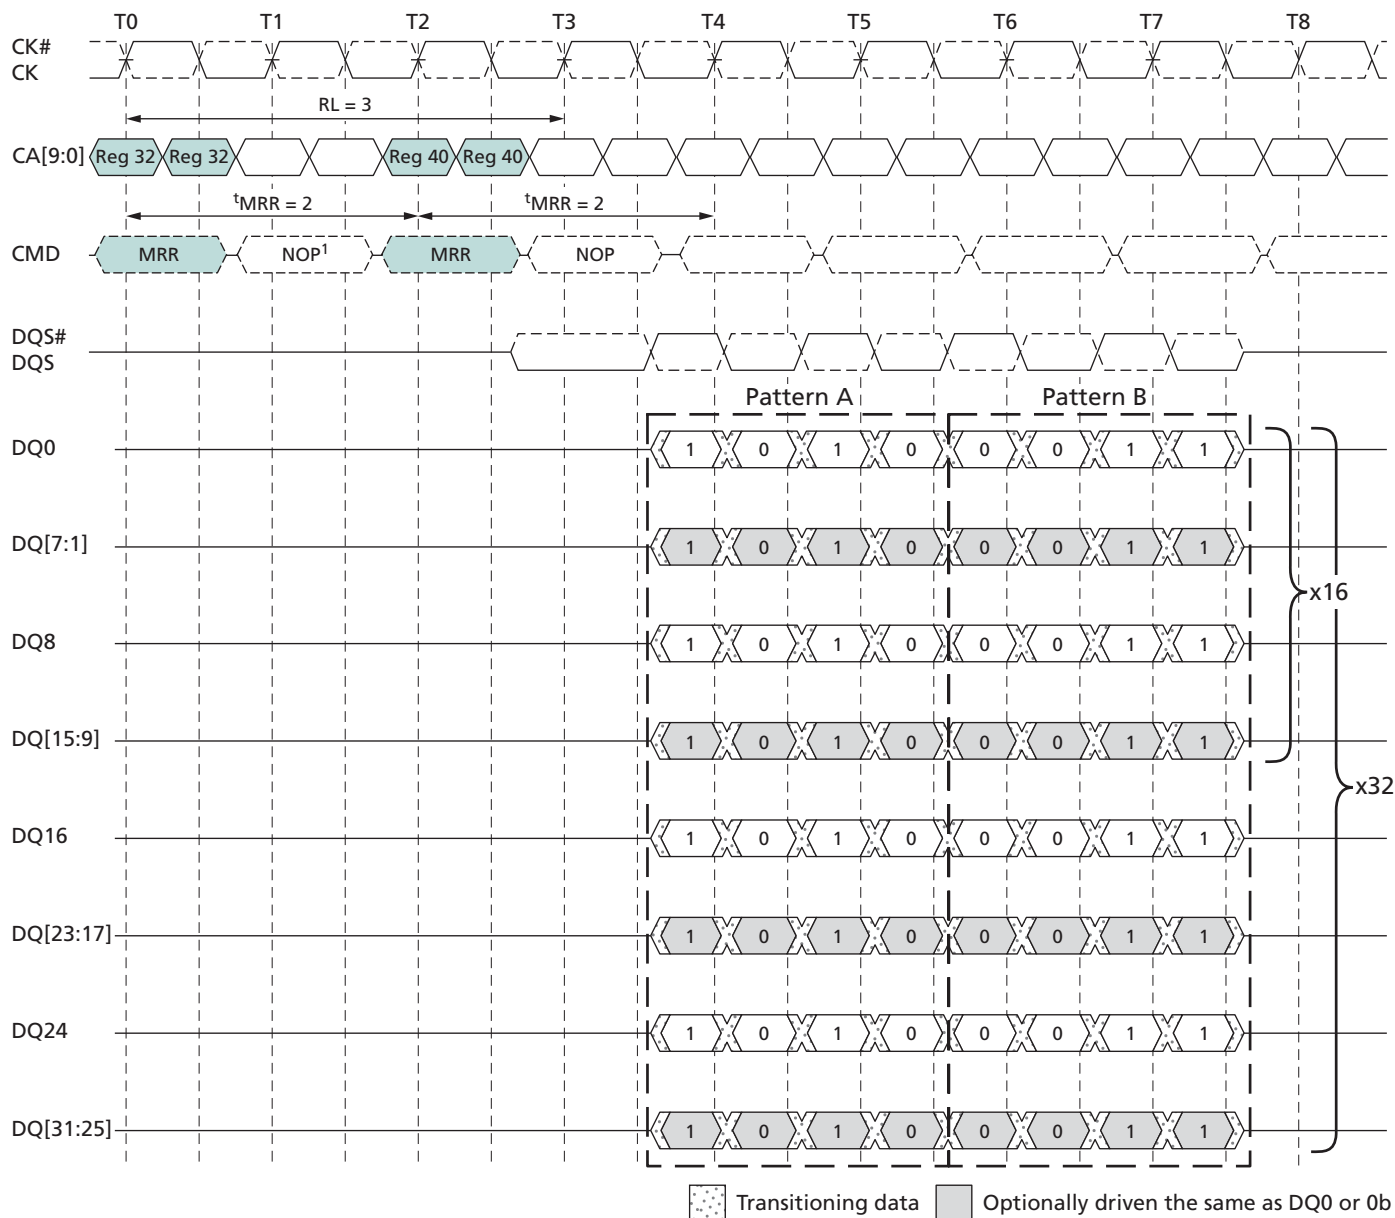 T0 T1 T2 T3 T4 T5 T6 T7 T8
CK#
CK
RL = 3
CA[9:0] Reg 32 Reg 32 Reg 40 Reg 40
tMRR = 2 tMRR = 2
CMD MRR NOP1 MRR NOP
DQS#
DQS
Pattern A Pattern B
DQ0 1 0 1 0 0 0 1 1
DQ[7:1] 1 0 1 0 0 0 1 1
x16
DQ8 1 0 1 0 0 0 1 1
DQ[15:9] 1 0 1 0 0 0 1 1
x32
DQ16 1 0 1 0 0 0 1 1
DQ[23:17] 1 0 1 0 0 0 1 1
DQ24 1 0 1 0 0 0 1 1
DQ[31:25] 1 0 1 0 0 0 1 1
Transitioning data Optionally driven the same as DQ0 or 0b